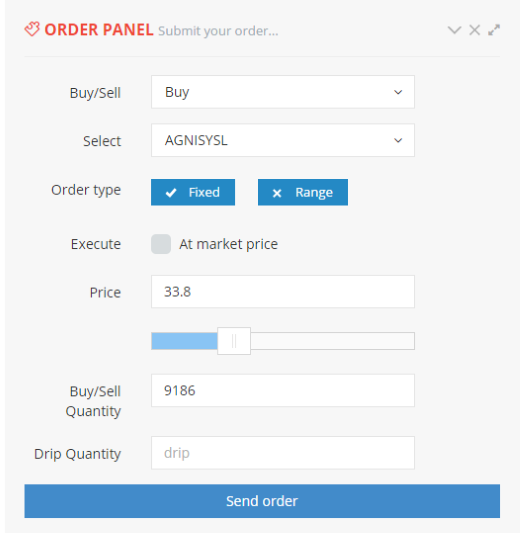 ORDER PANEL Submit your order...
Buy/Sell Buy
Select AGNISYSL
Order type Fixed Range
Execute At market price
Price 33.8
Buy/Sell
Quantity
9186
Drip Quantity drip
Send order